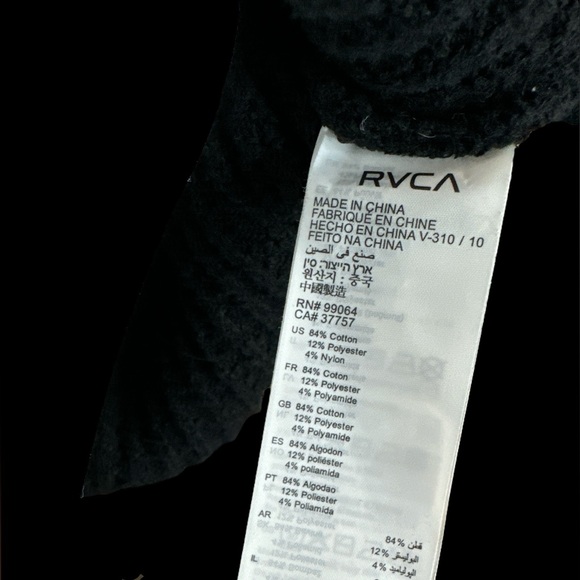 RVCA
MADE IN CHINA
FABRIQUÉ EN CHINE
HECHO EN CHINA V-310 / 10
FEITO NA CHINA
صنع في الصين
ארץ הייצור: סין
원산지 : 중국
中國製造
RN# 99064
CA# 37757
US 84% Cotton
12% Polyester
4% Nylon
FR 84% Coton
12% Polyester
4% Polyamide
GB 84% Cotton
12% Polyester
4% Polyamide
ES 84% Algodon
12% poliéster
4% poliamida
PT 84% Algodao
12% Poliester
4% Poliamida
AR
84% قطن
12% البوليستر
4% البولياميد
IL